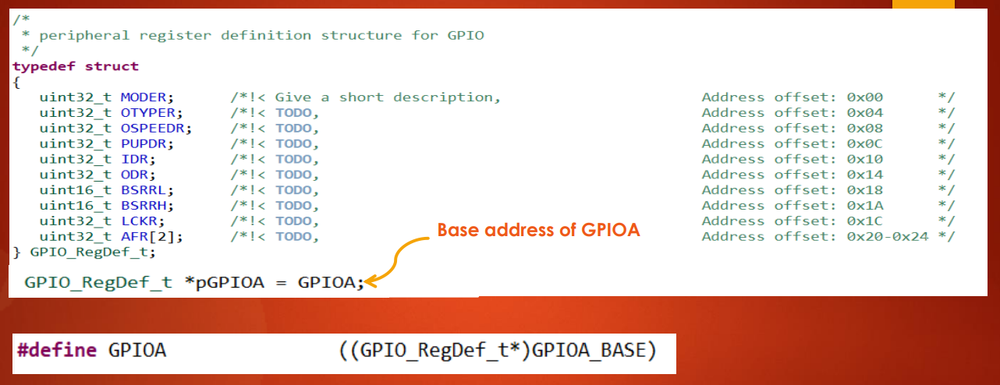 /*
 * peripheral register definition structure for GPIO
 */
typedef struct
{
uint32_t MODER; /*!< Give a short description, Address offset: 0x00 */
uint32_t OTYPER; /*!< TODO, Address offset: 0x04 */
uint32_t OSPEEDR; /*!< TODO, Address offset: 0x08 */
uint32_t PUPDR; /*!< TODO, Address offset: 0x0C */
uint32_t IDR; /*!< TODO, Address offset: 0x10 */
uint32_t ODR; /*!< TODO, Address offset: 0x14 */
uint16_t BSRRL; /*!< TODO, Address offset: 0x18 */
uint16_t BSRRH; /*!< TODO, Address offset: 0x1A */
uint32_t LCKR; /*!< TODO, Address offset: 0x1C */
uint32_t AFR[2]; /*!< TODO, Address offset: 0x20-0x24 */
} GPIO_RegDef_t;
Base address of GPIOA
GPIO_RegDef_t *pGPIOA = GPIOA;
#define GPIOA ((GPIO_RegDef_t*)GPIOA_BASE)